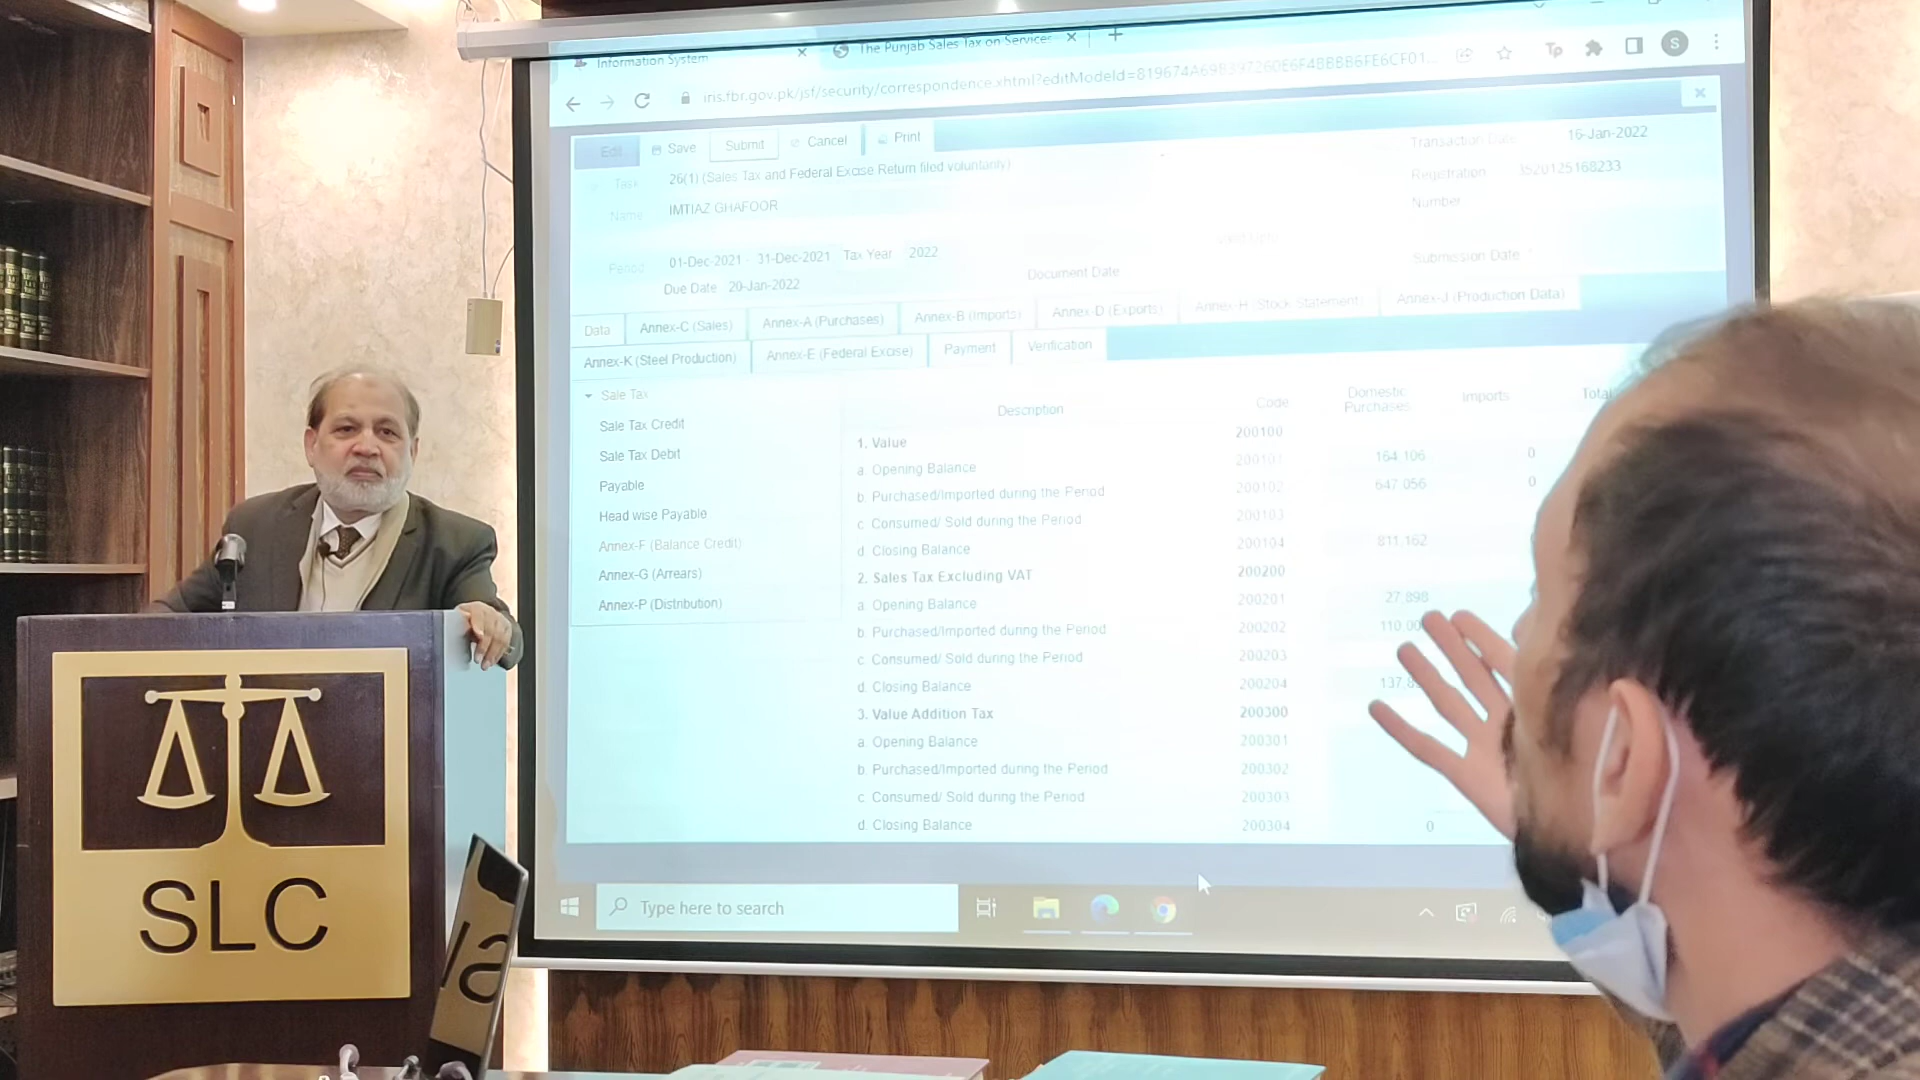 Information System
The Punjab Sales Tax on Services
iris.fbr.gov.pk/jsf/security/correspondence.xhtml?editModeId=819674A69B397260E6F4BBBB6FE6CF01...
S
Edit Save Submit Cancel Print
Transaction Date 16-Jan-2022
Task 26(1) (Sales Tax and Federal Excise Return filed voluntarily)
Registration 3520125168233
Number
Name IMTIAZ GHAFOOR
Period 01-Dec-2021 - 31-Dec-2021 Tax Year 2022
Submission Date
Due Date 20-Jan-2022 Document Date
Data Annex-C (Sales) Annex-A (Purchases) Annex-B (Imports) Annex-D (Exports) Annex-H (Stock Statement) Annex-J (Production Data)
Annex-K (Steel Production) Annex-E (Federal Excise) Payment Verification
Sale Tax
Sale Tax Credit
Sale Tax Debit
Payable
Head wise Payable
Annex-F (Balance Credit)
Annex-G (Arrears)
Annex-P (Distribution)
Description Code Domestic Purchases Imports Total
1. Value 200100
a. Opening Balance 200101 164,106 0
b. Purchased/Imported during the Period 200102 647,056 0
c. Consumed/ Sold during the Period 200103
d. Closing Balance 200104 811,162
2. Sales Tax Excluding VAT 200200
a. Opening Balance 200201 27,898
b. Purchased/Imported during the Period 200202
c. Consumed/ Sold during the Period 200203
d. Closing Balance 200204
3. Value Addition Tax 200300
a. Opening Balance 200301
b. Purchased/Imported during the Period 200302
c. Consumed/ Sold during the Period 200303
d. Closing Balance 200304 0
Type here to search
SLC